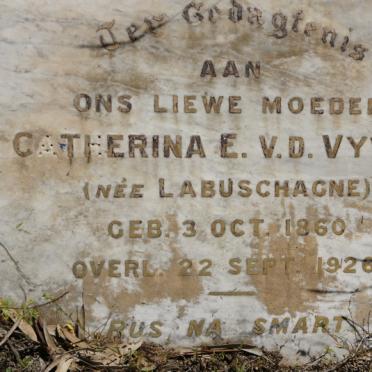 Ter Gedagtenis
AAN
ONS LIEWE MOEDER
CATHERINA E. V.D. VYV
(NÉE LABUSCHAGNE)
GEB. 3 OCT. 1860
OVERL. 22 SEPT. 1926
RUS NA SMART